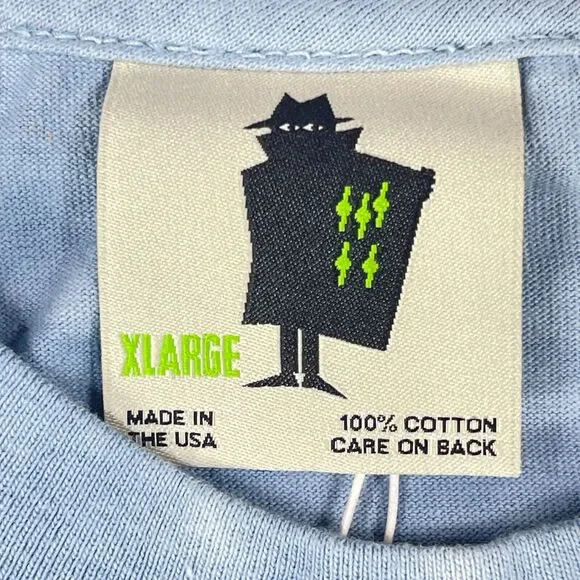 XLARGE
MADE IN
THE USA
100% COTTON
CARE ON BACK